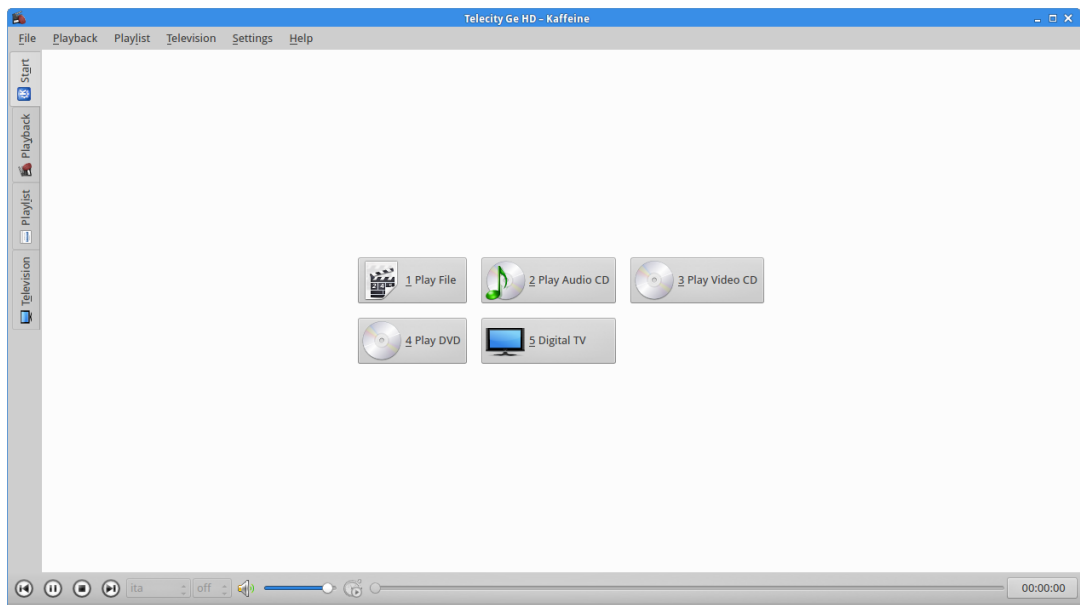 Telecity Ge HD – Kaffeine
File Playback Playlist Television Settings Help
Start
Playback
Playlist
Television
1 Play File 2 Play Audio CD 3 Play Video CD
4 Play DVD 5 Digital TV
ita off 00:00:00